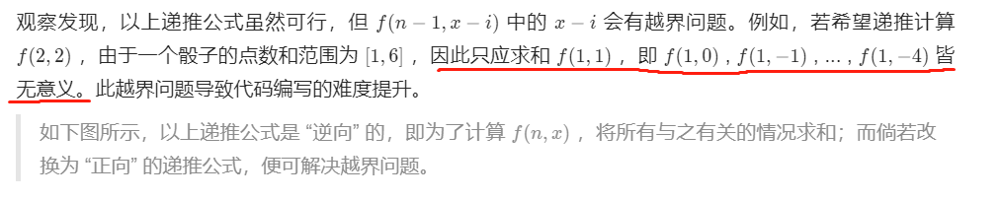 观察发现，以上递推公式虽然可行，但 f(n − 1, x − i) 中的 x − i 会有越界问题。例如，若希望递推计算
f(2, 2) ，由于一个骰子的点数和范围为 [1, 6] ，因此只应求和 f(1, 1) ，即 f(1, 0) , f(1, −1) , ... , f(1, −4) 皆
无意义。此越界问题导致代码编写的难度提升。
如下图所示，以上递推公式是 “逆向” 的，即为了计算 f(n, x) ，将所有与之有关的情况求和；而倘若改
换为 “正向” 的递推公式，便可解决越界问题。